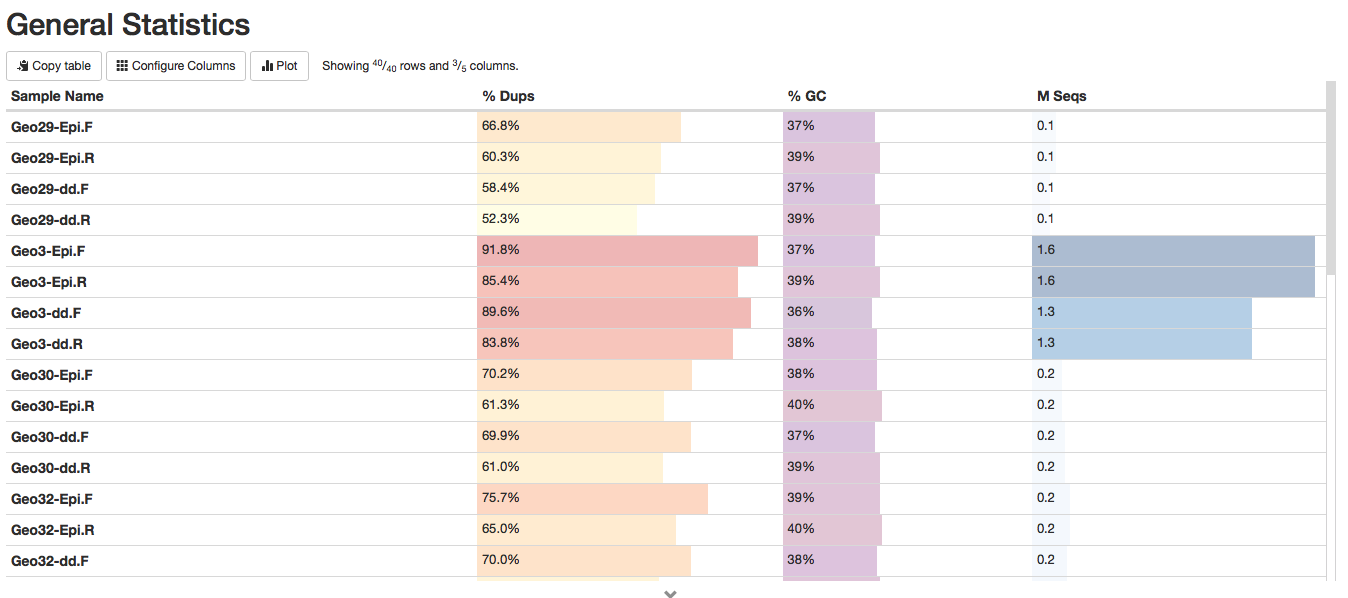 General Statistics
Copy table Configure Columns Plot Showing 40/40 rows and 3/5 columns.
Sample Name % Dups % GC M Seqs
Geo29-Epi.F 66.8% 37% 0.1
Geo29-Epi.R 60.3% 39% 0.1
Geo29-dd.F 58.4% 37% 0.1
Geo29-dd.R 52.3% 39% 0.1
Geo3-Epi.F 91.8% 37% 1.6
Geo3-Epi.R 85.4% 39% 1.6
Geo3-dd.F 89.6% 36% 1.3
Geo3-dd.R 83.8% 38% 1.3
Geo30-Epi.F 70.2% 38% 0.2
Geo30-Epi.R 61.3% 40% 0.2
Geo30-dd.F 69.9% 37% 0.2
Geo30-dd.R 61.0% 39% 0.2
Geo32-Epi.F 75.7% 39% 0.2
Geo32-Epi.R 65.0% 40% 0.2
Geo32-dd.F 70.0% 38% 0.2